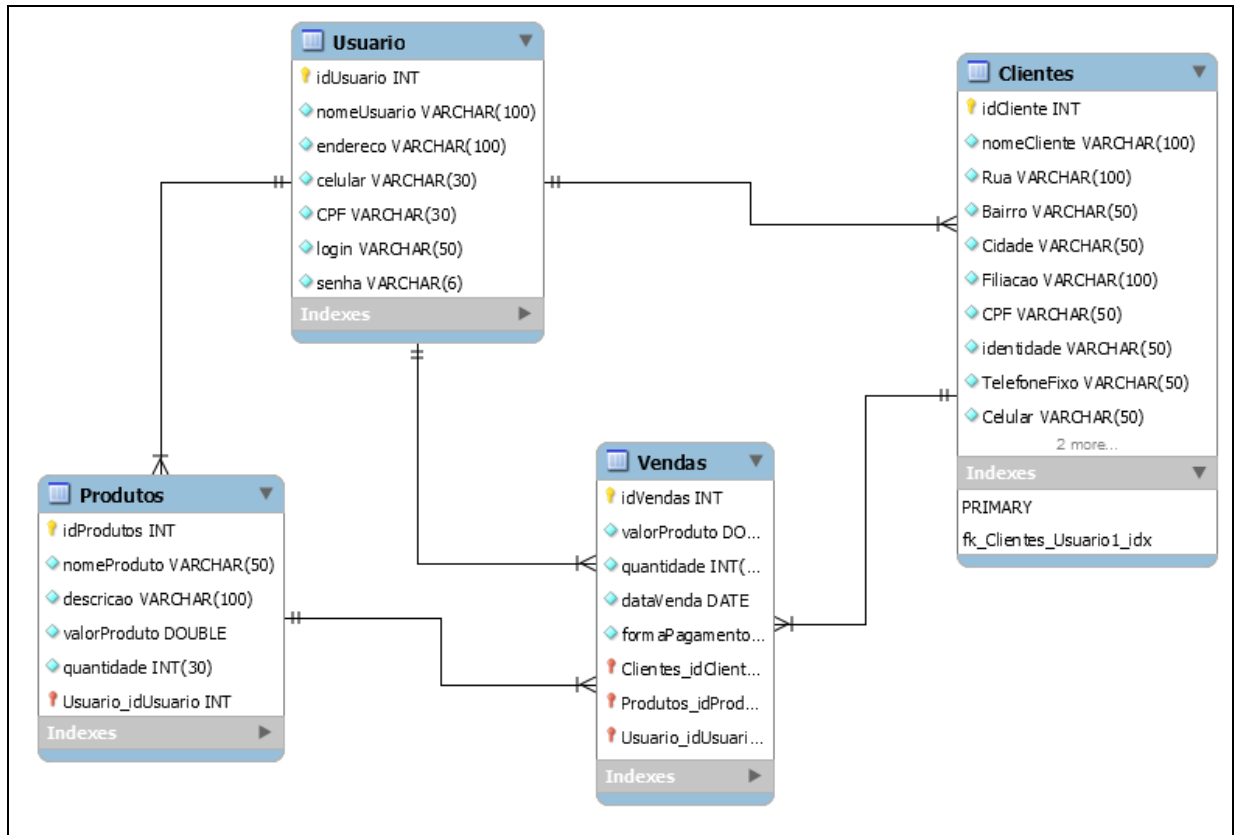 Usuario
idUsuario INT
nomeUsuario VARCHAR(100)
endereco VARCHAR(100)
celular VARCHAR(30)
CPF VARCHAR(30)
login VARCHAR(50)
senha VARCHAR(6)
Indexes
Clientes
idCliente INT
nomeCliente VARCHAR(100)
Rua VARCHAR(100)
Bairro VARCHAR(50)
Cidade VARCHAR(50)
Filiacao VARCHAR(100)
CPF VARCHAR(50)
identidade VARCHAR(50)
TelefoneFixo VARCHAR(50)
Celular VARCHAR(50)
2 more...
Indexes
PRIMARY
fk_Clientes_Usuario1_idx
Produtos
idProdutos INT
nomeProduto VARCHAR(50)
descricao VARCHAR(100)
valorProduto DOUBLE
quantidade INT(30)
Usuario_idUsuario INT
Indexes
Vendas
idVendas INT
valorProduto DO...
quantidade INT(...
dataVenda DATE
formaPagamento...
Clientes_idClient...
Produtos_idProd...
Usuario_idUsuari...
Indexes